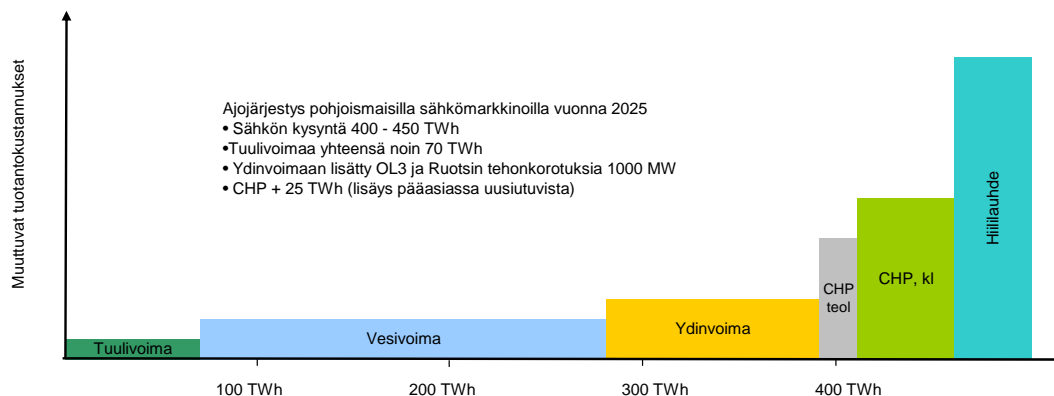 Muuttuvat tuotantokustannukset
Ajojärjestys pohjoismaisilla sähkömarkkinoilla vuonna 2025
• Sähkön kysyntä 400 - 450 TWh
•Tuulivoimaa yhteensä noin 70 TWh
• Ydinvoimaan lisätty OL3 ja Ruotsin tehonkorotuksia 1000 MW
• CHP + 25 TWh (lisäys pääasiassa uusiutuvista)
Tuulivoima
Vesivoima
Ydinvoima
CHP
teol
CHP, kl
Hiililauhde
100 TWh
200 TWh
300 TWh
400 TWh